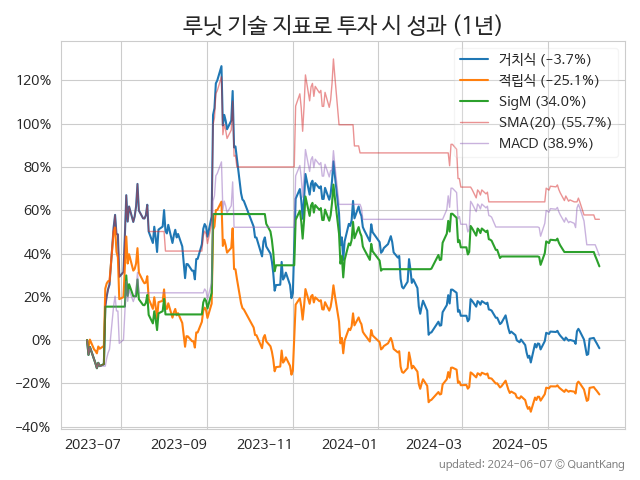 루닛 기술 지표로 투자 시 성과 (1년)
거치식 (−3.7%)
적립식 (−25.1%)
SigM (34.0%)
SMA(20) (55.7%)
MACD (38.9%)
120%
100%
80%
60%
40%
20%
0%
−20%
−40%
2023-07 2023-09 2023-11 2024-01 2024-03 2024-05
updated: 2024-06-07 © QuantKang